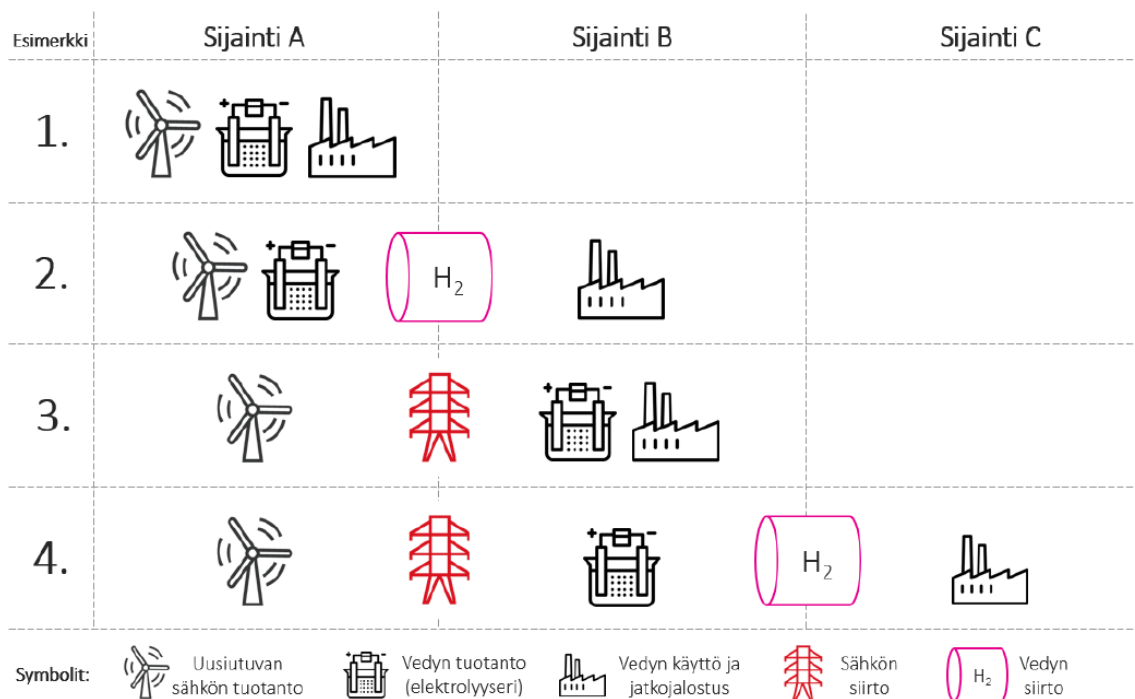 Esimerkki Sijainti A Sijainti B Sijainti C
1.
2. H₂
3.
4. H₂
Symbolit: Uusiutuvan sähkön tuotanto Vedyn tuotanto (elektrolyyseri) Vedyn käyttö ja jatkojalostus Sähkön siirto H₂ Vedyn siirto